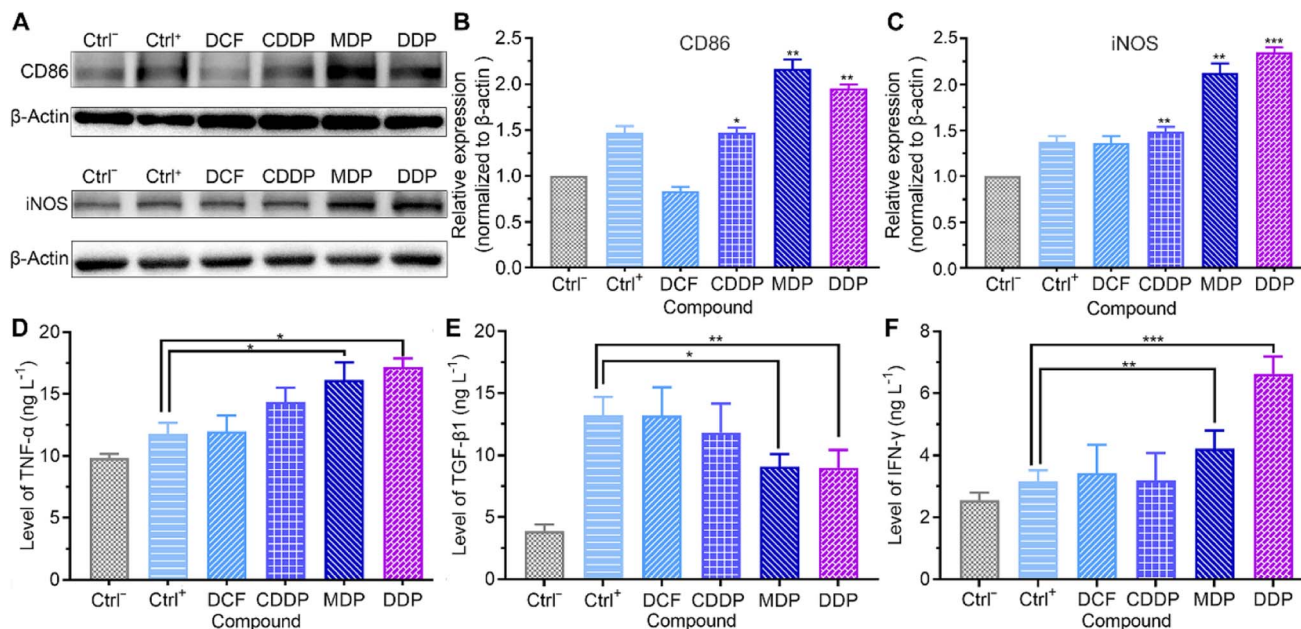 A
Ctrl⁻ Ctrl⁺ DCF CDDP MDP DDP
CD86
β-Actin
Ctrl⁻ Ctrl⁺ DCF CDDP MDP DDP
iNOS
β-Actin
B
CD86
Relative expression
(normalized to β-actin)
2.5
2.0
1.5
1.0
0.5
0.0
*
**
**
Ctrl⁻ Ctrl⁺ DCF CDDP MDP DDP
Compound
C
iNOS
Relative expression
(normalized to β-actin)
2.5
2.0
1.5
1.0
0.5
0.0
**
**
***
Ctrl⁻ Ctrl⁺ DCF CDDP MDP DDP
Compound
D
Level of TNF-α (ng L⁻¹)
20
15
10
5
0
*
*
Ctrl⁻ Ctrl⁺ DCF CDDP MDP DDP
Compound
E
Level of TGF-β1 (ng L⁻¹)
20
15
10
5
0
**
*
Ctrl⁻ Ctrl⁺ DCF CDDP MDP DDP
Compound
F
Level of IFN-γ (ng L⁻¹)
8
6
4
2
0
***
**
Ctrl⁻ Ctrl⁺ DCF CDDP MDP DDP
Compound